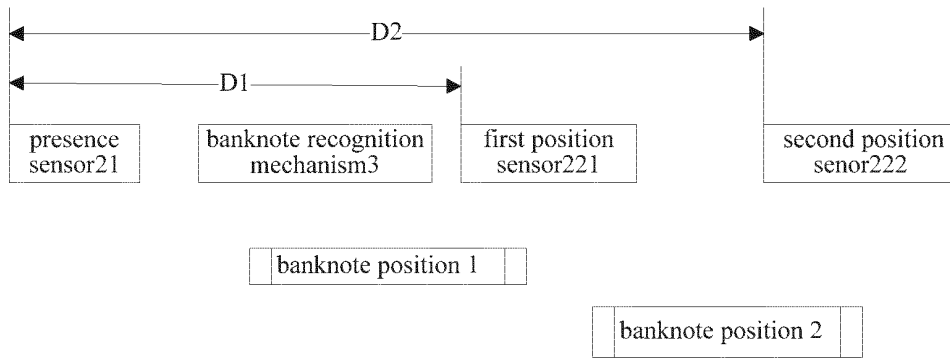 D2
D1
presence
sensor21
banknote recognition
mechanism3
first position
sensor221
second position
senor222
banknote position 1
banknote position 2